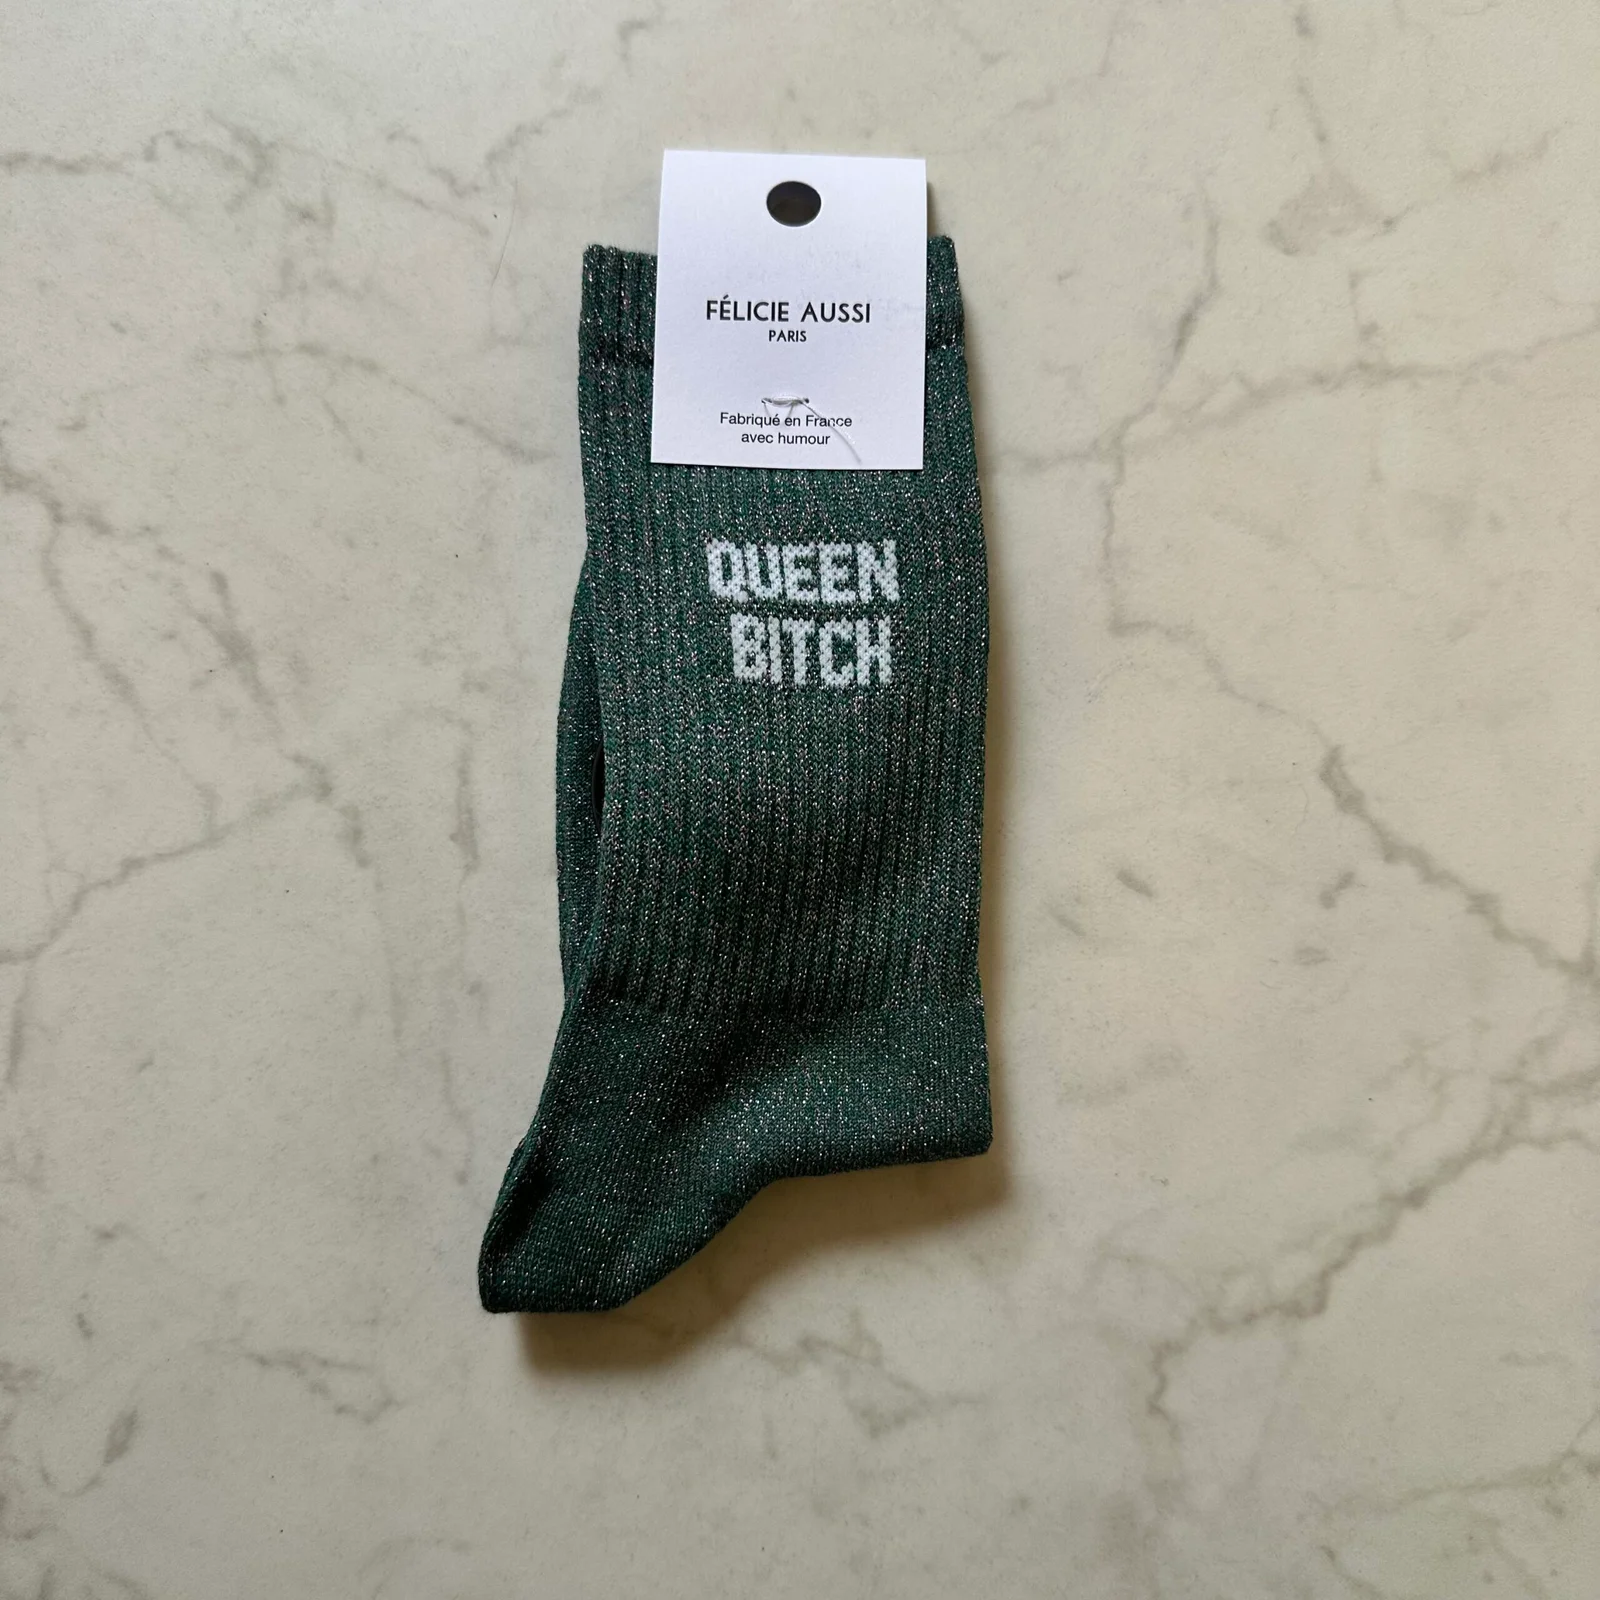 FÉLICIE AUSSI
PARIS
Fabriqué en France
avec humour
QUEEN
BITCH